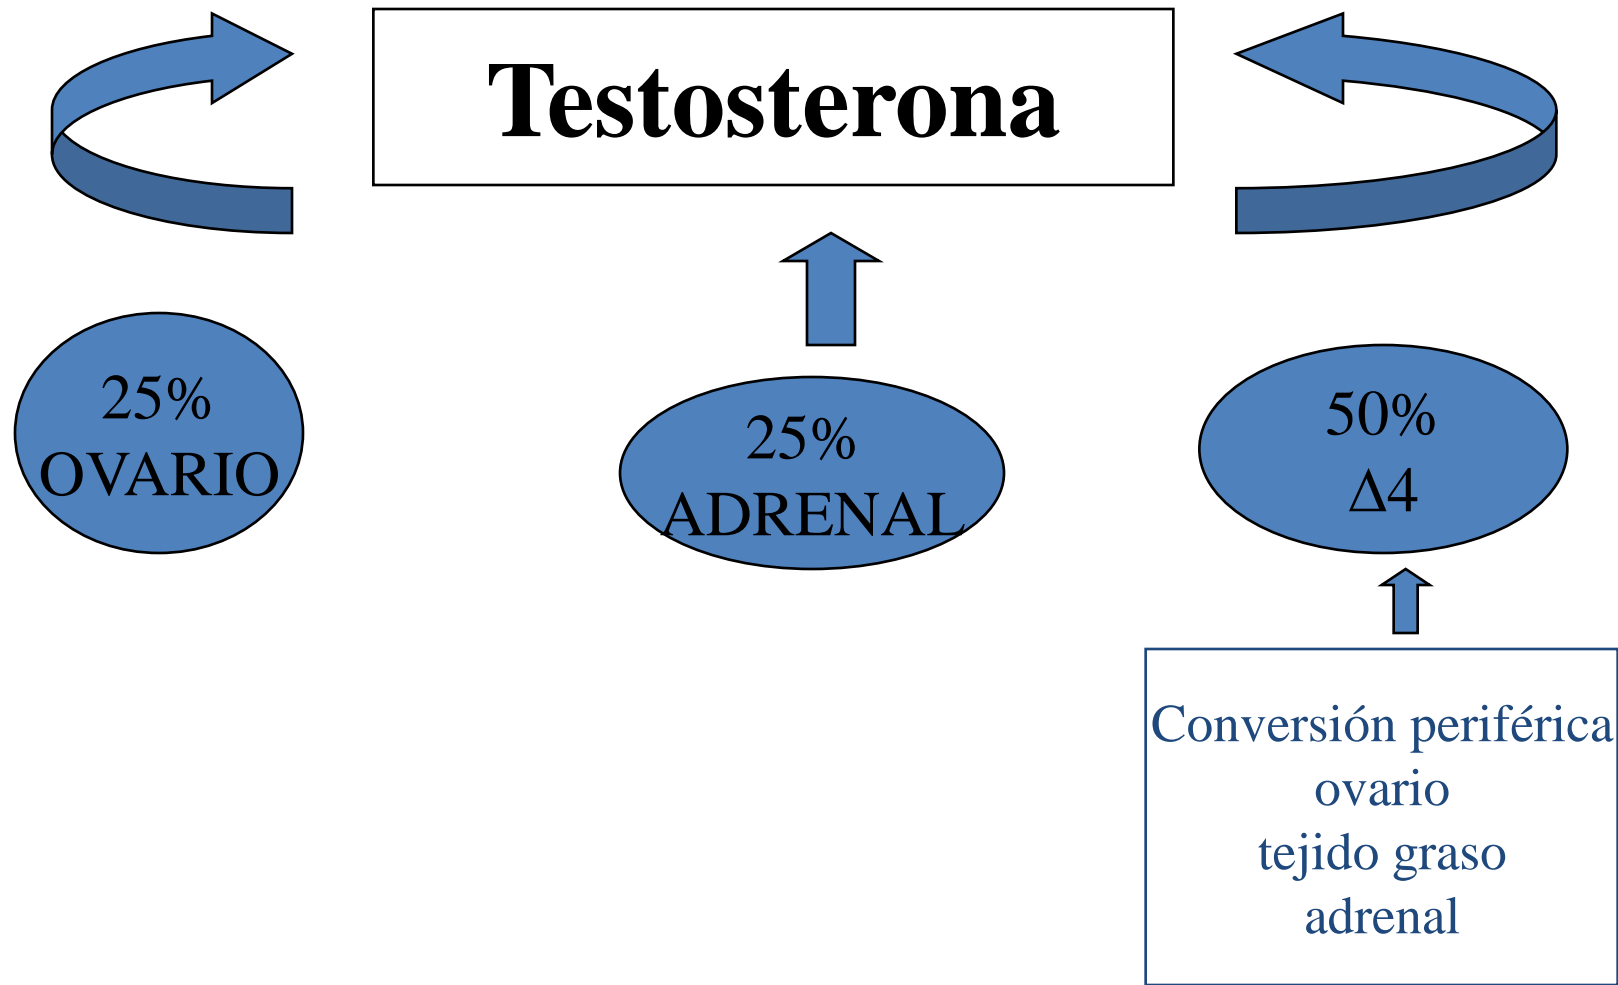 Testosterona
25%
OVARIO
25%
ADRENAL
50%
Δ4
Conversión periférica
ovario
tejido graso
adrenal